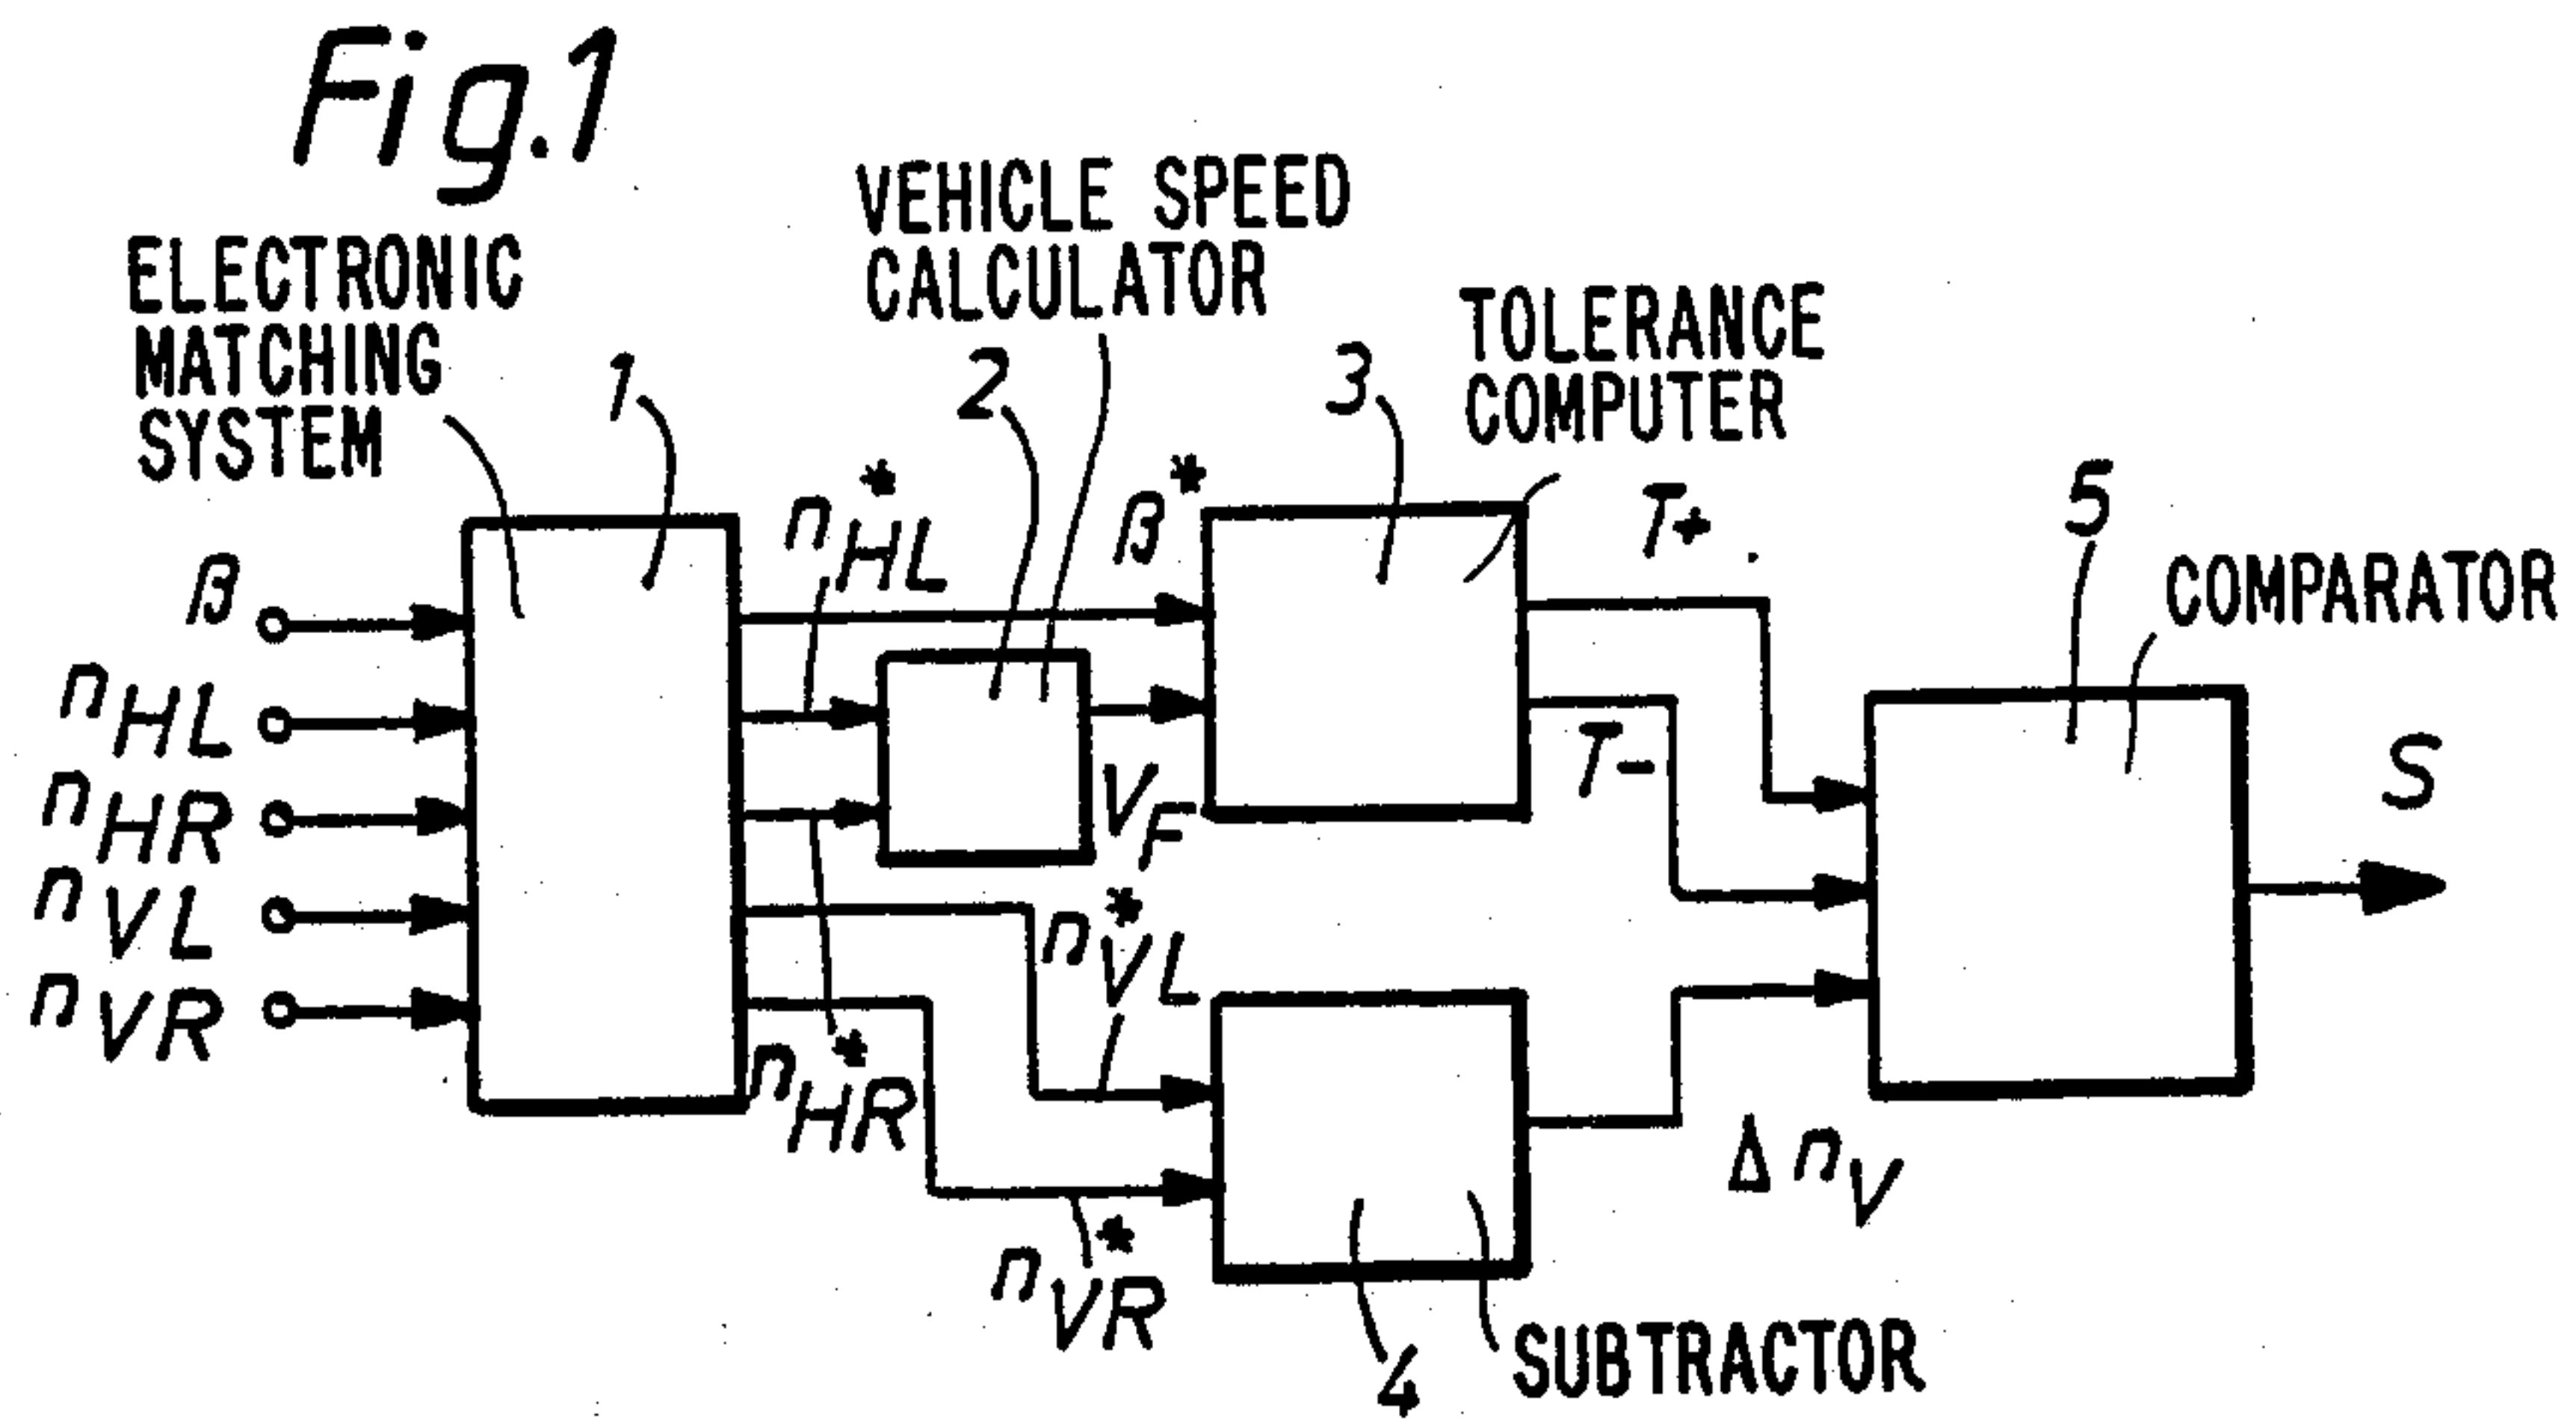 Fig.1
VEHICLE SPEED
CALCULATOR
ELECTRONIC
MATCHING
SYSTEM
TOLERANCE
COMPUTER
1
2
3
5
COMPARATOR
n*HL
β*
T+
β
nHL
nHR
nVL
nVR
VF
T-
S
n*VL
n*HR
n*VR
Δ nV
4
SUBTRACTOR